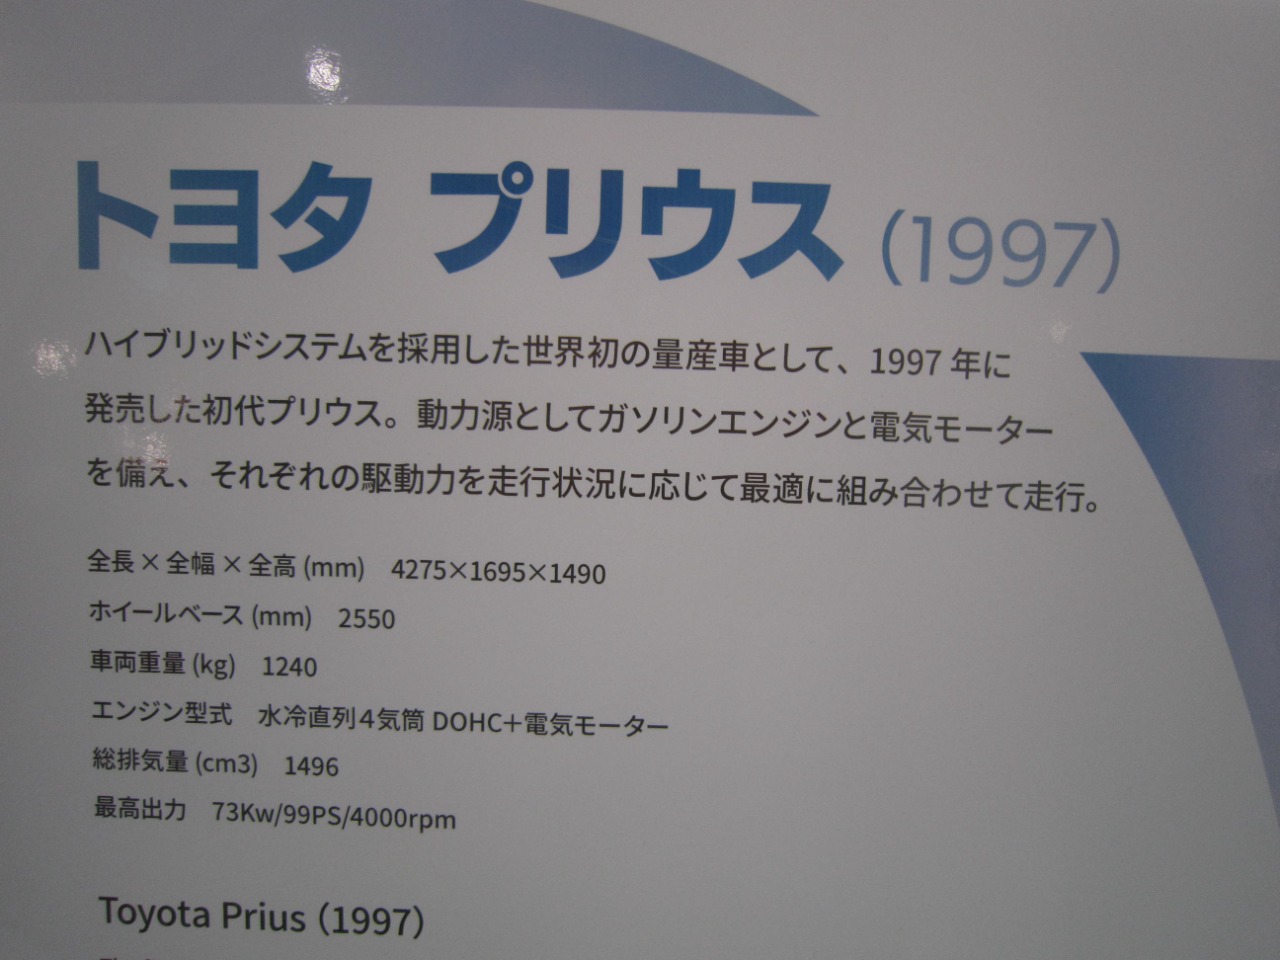 トヨタ プリウス (1997)
ハイブリッドシステムを採用した世界初の量産車として、1997 年に
発売した初代プリウス。動力源としてガソリンエンジンと電気モーター
を備え、それぞれの駆動力を走行状況に応じて最適に組み合わせて走行。
全長 × 全幅 × 全高 (mm) 4275×1695×1490
ホイールベース (mm) 2550
車両重量 (kg) 1240
エンジン型式 水冷直列4気筒 DOHC＋電気モーター
総排気量 (cm3) 1496
最高出力 73Kw/99PS/4000rpm
Toyota Prius (1997)